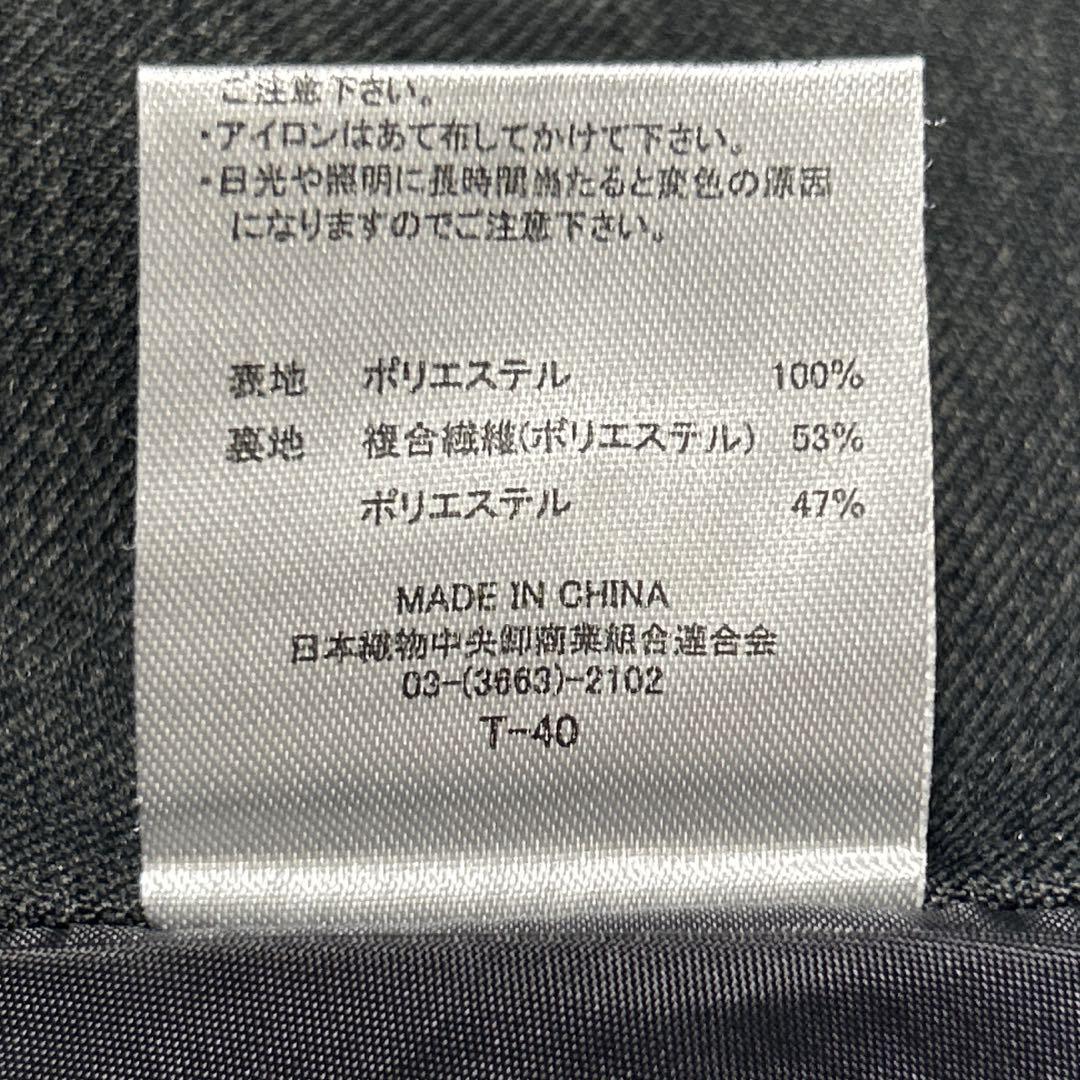 ご注意下さい。
・アイロンはあて布してかけて下さい。
・日光や照明に長時間当たると変色の原因
になりますのでご注意下さい。
表地 ポリエステル 100%
裏地 複合繊維(ポリエステル) 53%
ポリエステル 47%
MADE IN CHINA
日本織物中央卸商業組合連合会
03-(3663)-2102
T-40